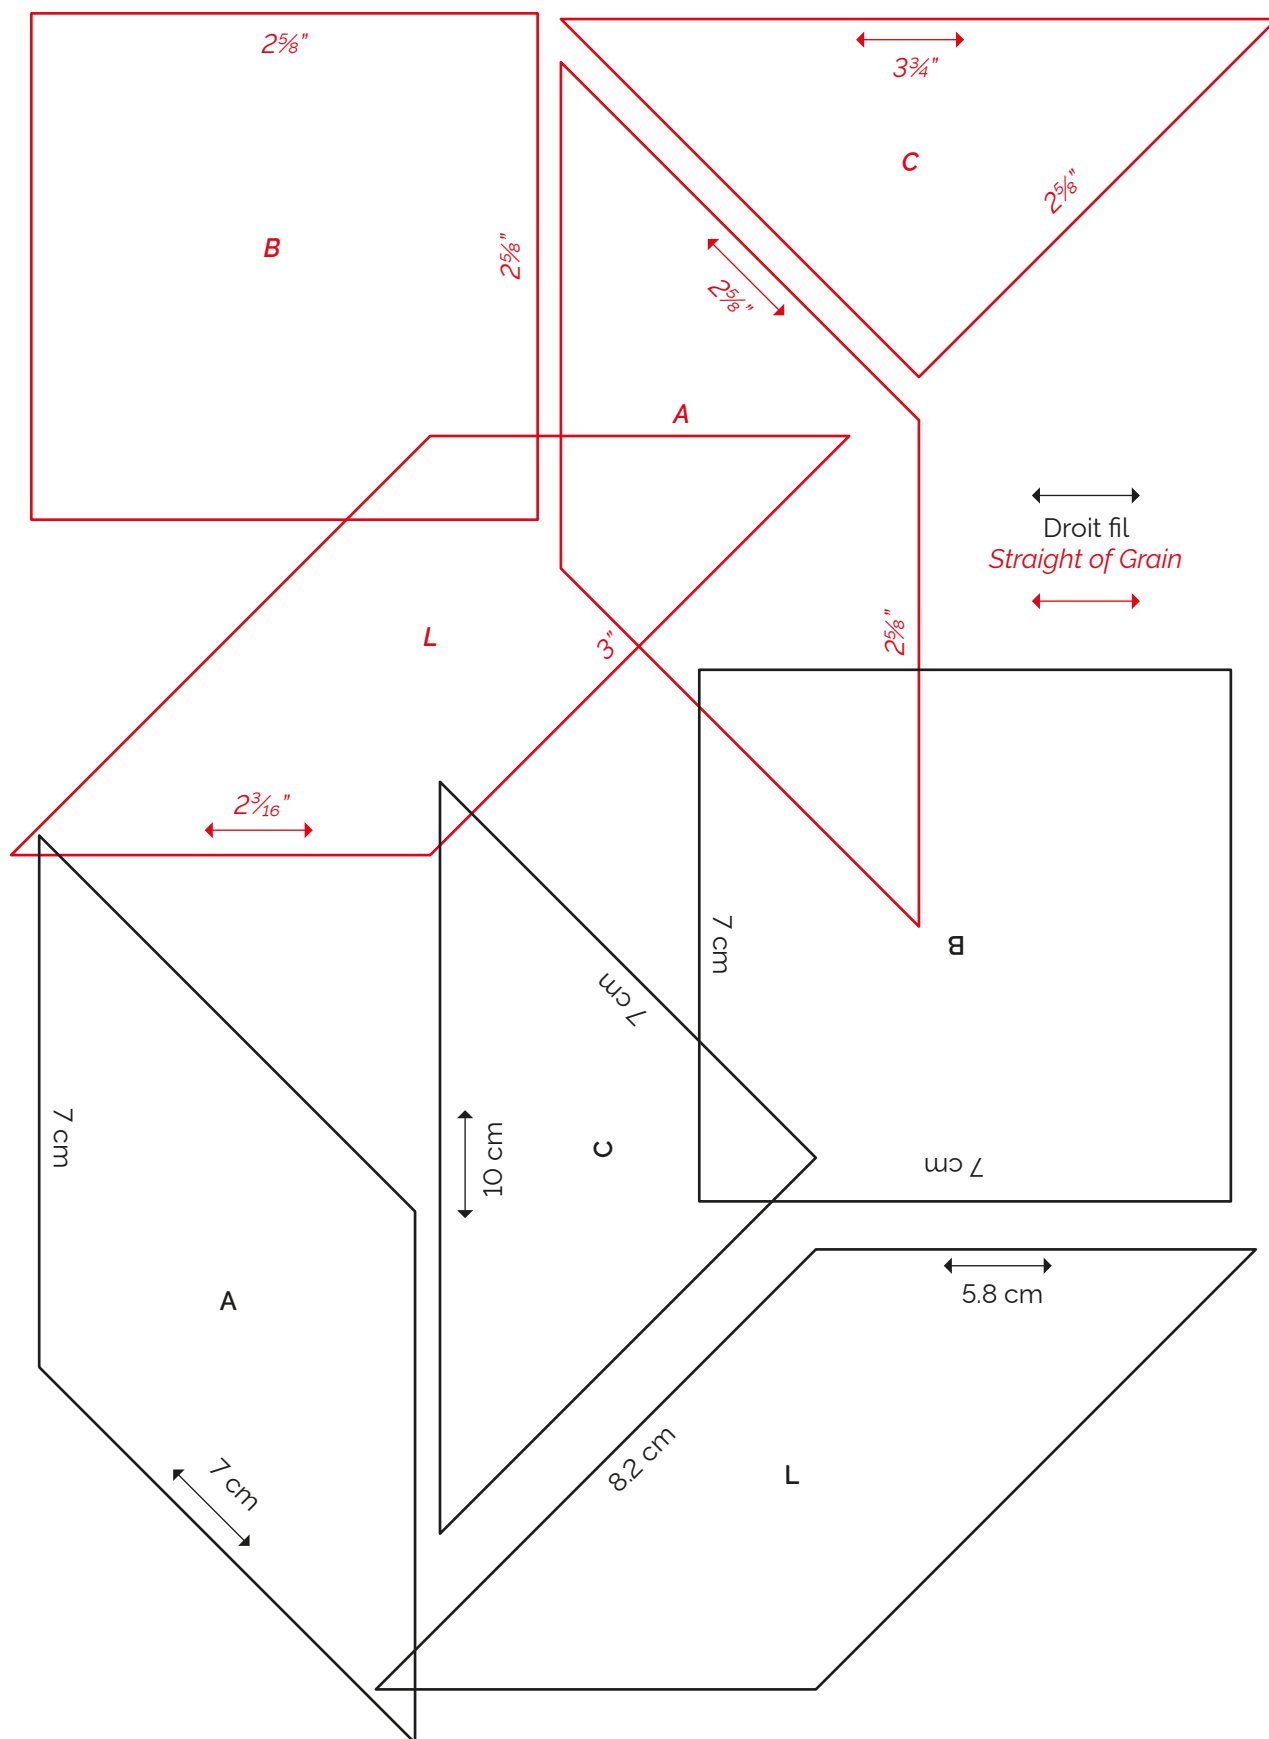 2⅝"
3¾"
C
2⅝"
B
2⅝"
2⅝"
A
Droit fil
Straight of Grain
L
3"
2⅝"
2³⁄₁₆"
7 cm
B
7 cm
7 cm
10 cm
C
7 cm
7 cm
A
5.8 cm
8.2 cm
L
7 cm